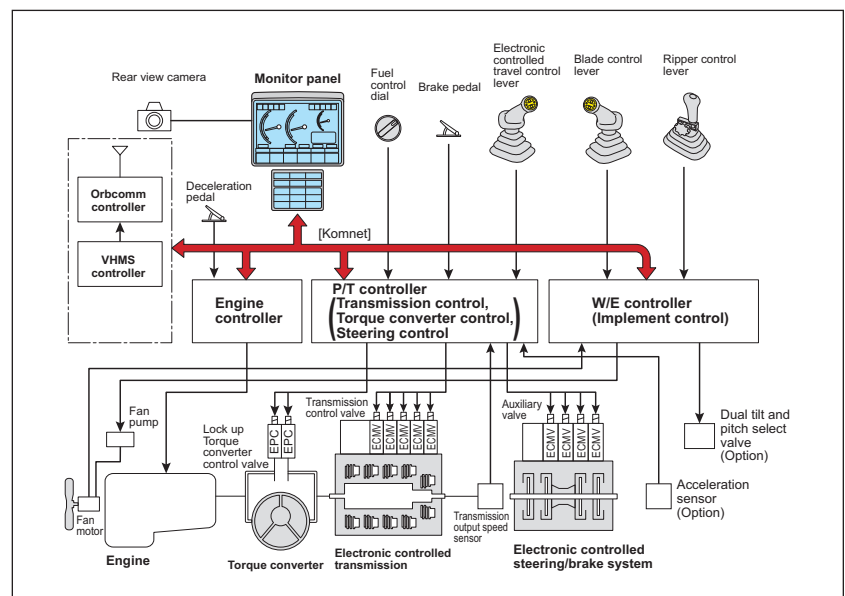 Rear view camera
Monitor panel
Fuel
control
dial
Brake pedal
Electronic
controlled
travel control
lever
Blade control
lever
Ripper control
lever
Orbcomm
controller
VHMS
controller
Deceleration
pedal
[Komnet]
Engine
controller
P/T controller
(Transmission control,
Torque converter control,
Steering control)
W/E controller
(Implement control)
Fan
pump
Fan
motor
Engine
Lock up
Torque
converter
control valve
EPC
EPC
Torque converter
Transmission
control valve
ECMV
ECMV
ECMV
ECMV
ECMV
Electronic controlled
transmission
Transmission
output speed
sensor
Auxiliary
valve
ECMV
ECMV
ECMV
ECMV
Electronic controlled
steering/brake system
Dual tilt and
pitch select
valve
(Option)
Acceleration
sensor
(Option)